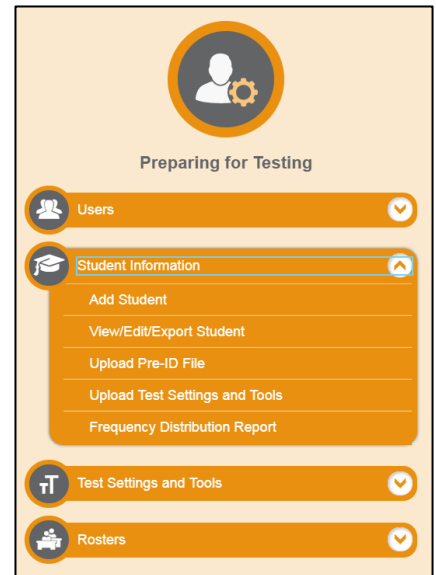 Preparing for Testing
Users
Student Information
Add Student
View/Edit/Export Student
Upload Pre-ID File
Upload Test Settings and Tools
Frequency Distribution Report
TT
Test Settings and Tools
Rosters